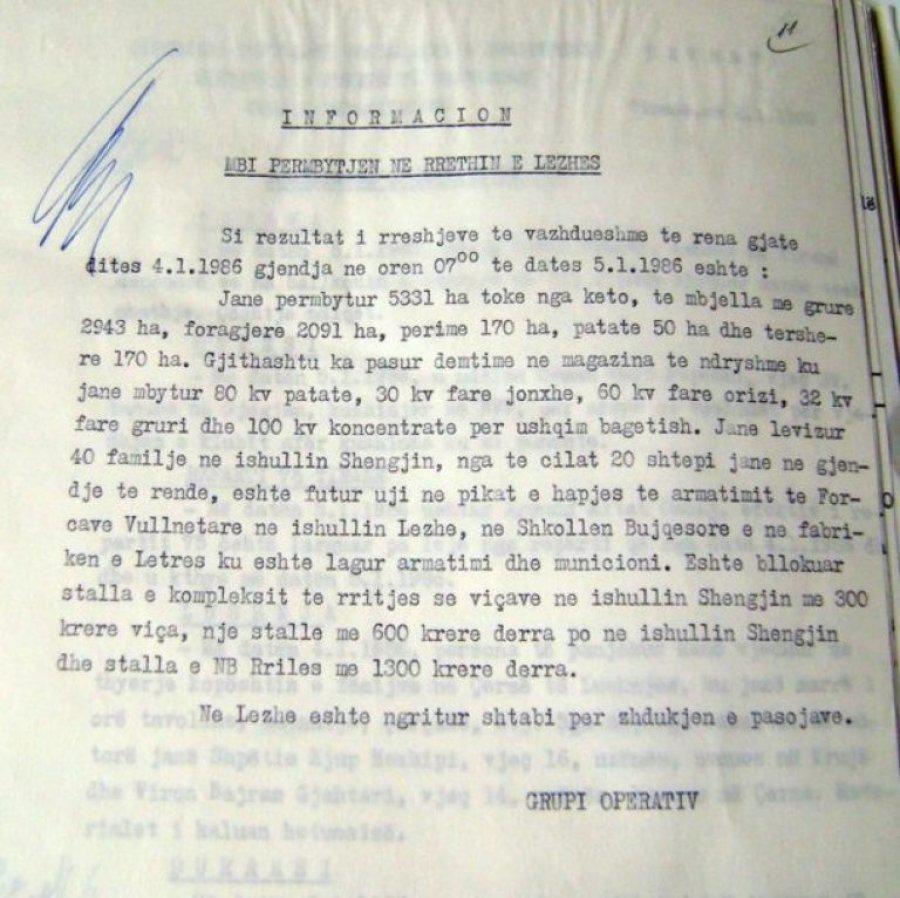 11
I N F O R M A C I O N
MBI PERMBYTJEN NE RRETHIN E LEZHES
Si rezultat i rreshjeve te vazhdueshme te rena gjate
dites 4.1.1986 gjendja ne oren 07⁰⁰ te dates 5.1.1986 eshte :
Jane permbytur 5331 ha toke nga keto, te mbjella me grure
2943 ha, foragjere 2091 ha, perime 170 ha, patate 50 ha dhe tershe-
re 170 ha. Gjithashtu ka pasur demtime ne magazina te ndryshme ku
jane mbytur 80 kv patate, 30 kv fare jonxhe, 60 kv fare orizi, 32 kv
fare gruri dhe 100 kv koncentrate per ushqim bagetish. Jane levizur
40 familje ne ishullin Shengjin, nga te cilat 20 shtepi jane ne gjen-
dje te rende, eshte futur uji ne pikat e hapjes te armatimit te For-
cave Vullnetare ne ishullin Lezhe, ne Shkollen Bujqesore e ne fabri-
ken e Letres ku eshte lagur armatimi dhe municioni. Eshte bllokuar
stalla e kompleksit te rritjes se viçave ne ishullin Shengjin me 300
krere viça, nje stalle me 600 krere derra po ne ishullin Shengjin
dhe stalla e NB Rriles me 1300 krere derra.
Ne Lezhe eshte ngritur shtabi per zhdukjen e pasojave.
GRUPI OPERATIV